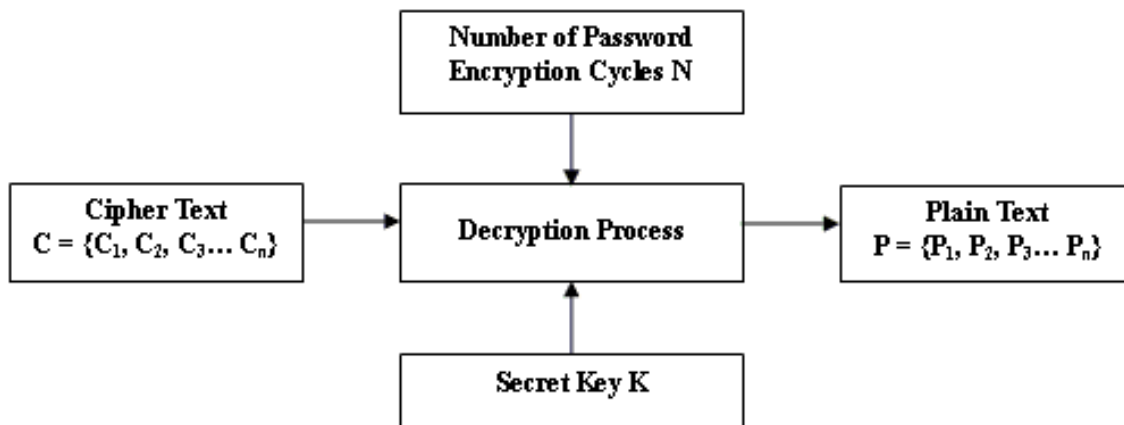 Number of Password
Encryption Cycles N
Cipher Text
C = {C₁, C₂, C₃... Cₙ}
Decryption Process
Plain Text
P = {P₁, P₂, P₃... Pₙ}
Secret Key K